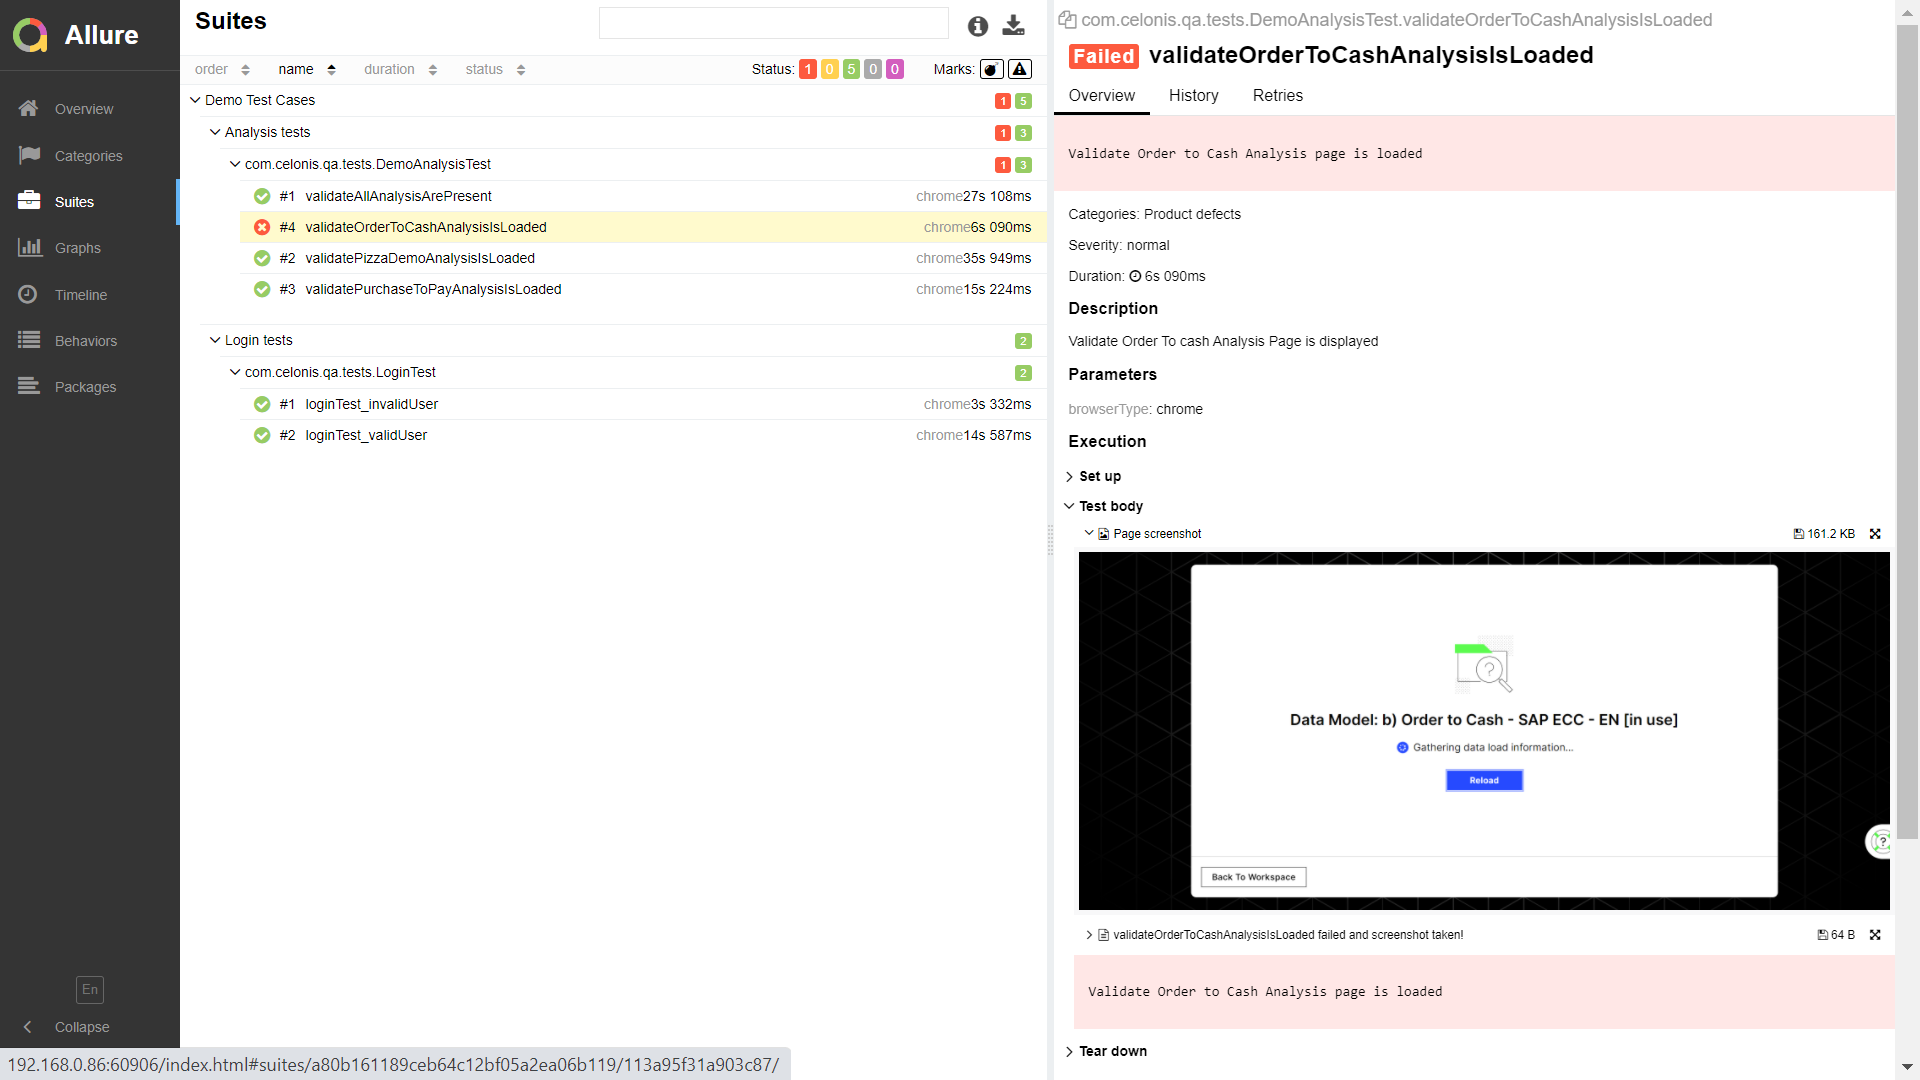 Allure
Overview
Categories
Suites
Graphs
Timeline
Behaviors
Packages
En
Collapse
Suites
order name duration status Status: 1 0 5 0 0 Marks:
Demo Test Cases 1 5
Analysis tests 1 3
com.celonis.qa.tests.DemoAnalysisTest 1 3
#1 validateAllAnalysisArePresent chrome27s 108ms
#4 validateOrderToCashAnalysisIsLoaded chrome6s 090ms
#2 validatePizzaDemoAnalysisIsLoaded chrome35s 949ms
#3 validatePurchaseToPayAnalysisIsLoaded chrome15s 224ms
Login tests 2
com.celonis.qa.tests.LoginTest 2
#1 loginTest_invalidUser chrome3s 332ms
#2 loginTest_validUser chrome14s 587ms
com.celonis.qa.tests.DemoAnalysisTest.validateOrderToCashAnalysisIsLoaded
Failed validateOrderToCashAnalysisIsLoaded
Overview History Retries
Validate Order to Cash Analysis page is loaded
Categories: Product defects
Severity: normal
Duration: 6s 090ms
Description
Validate Order To cash Analysis Page is displayed
Parameters
browserType: chrome
Execution
Set up
Test body
Page screenshot 161.2 KB
?
Data Model: b) Order to Cash - SAP ECC - EN [in use]
Gathering data load information...
Reload
?
Back To Workspace
validateOrderToCashAnalysisIsLoaded failed and screenshot taken! 64 B
Validate Order to Cash Analysis page is loaded
Tear down
192.168.0.86:60906/index.html#suites/a80b161189ceb64c12bf05a2ea06b119/113a95f31a903c87/